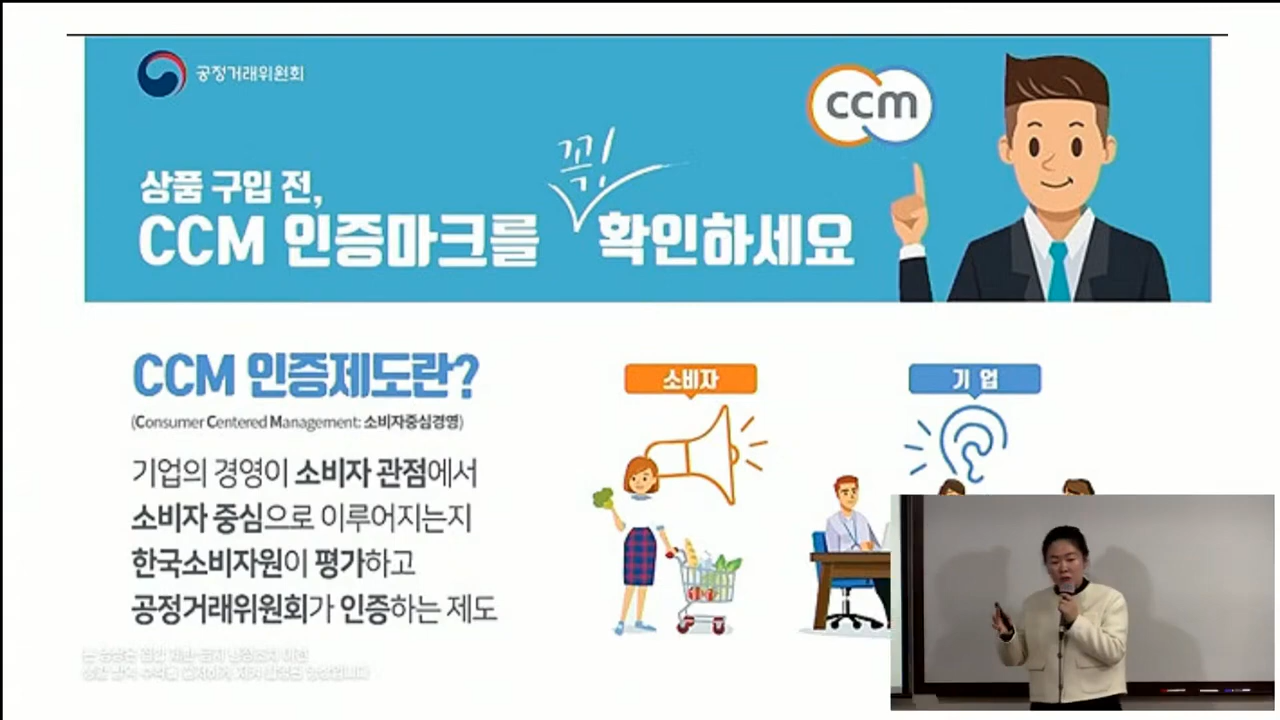 공정거래위원회
ccm
꼭!
상품 구입 전,
CCM 인증마크를 확인하세요
CCM 인증제도란?
(Consumer Centered Management: 소비자중심경영)
기업의 경영이 소비자 관점에서
소비자 중심으로 이루어지는지
한국소비자원이 평가하고
공정거래위원회가 인증하는 제도
소비자
기 업